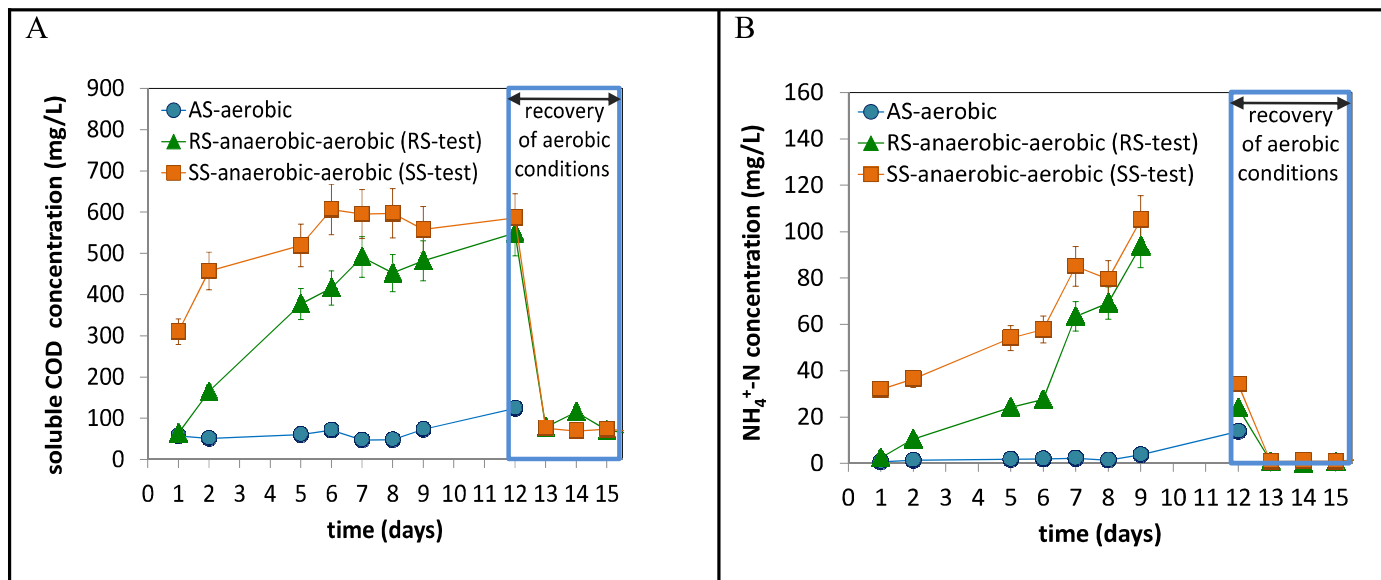 A
soluble COD concentration (mg/L)
900
800
700
600
500
400
300
200
100
0
AS-aerobic
RS-anaerobic-aerobic (RS-test)
SS-anaerobic-aerobic (SS-test)
recovery
of aerobic
conditions
0 1 2 3 4 5 6 7 8 9 10 11 12 13 14 15
time (days)
B
NH₄⁺-N concentration (mg/L)
160
140
120
100
80
60
40
20
0
AS-aerobic
RS-anaerobic-aerobic (RS-test)
SS-anaerobic-aerobic (SS-test)
recovery
of aerobic
conditions
0 1 2 3 4 5 6 7 8 9 10 11 12 13 14 15
time (days)